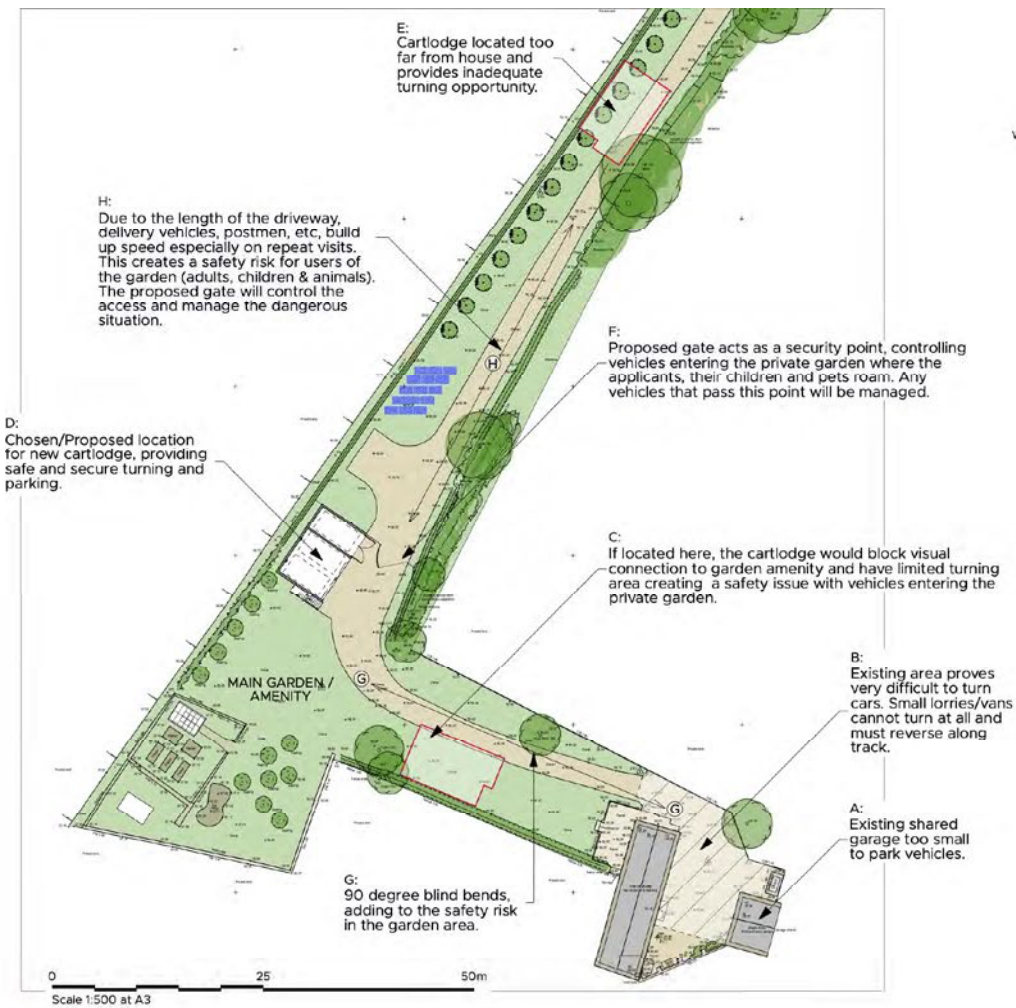 E:
Cartlodge located too
far from house and
provides inadequate
turning opportunity.
H:
Due to the length of the driveway,
delivery vehicles, postmen, etc, build
up speed especially on repeat visits.
This creates a safety risk for users of
the garden (adults, children & animals).
The proposed gate will control the
access and manage the dangerous
situation.
H
F:
Proposed gate acts as a security point, controlling
vehicles entering the private garden where the
applicants, their children and pets roam. Any
vehicles that pass this point will be managed.
D:
Chosen/Proposed location
for new cartlodge, providing
safe and secure turning and
parking.
C:
If located here, the cartlodge would block visual
connection to garden amenity and have limited turning
area creating a safety issue with vehicles entering the
private garden.
G
MAIN GARDEN /
AMENITY
B:
Existing area proves
very difficult to turn
cars. Small lorries/vans
cannot turn at all and
must reverse along
track.
G
A:
Existing shared
garage too small
to park vehicles.
G:
90 degree blind bends,
adding to the safety risk
in the garden area.
0 25 50m
Scale 1:500 at A3